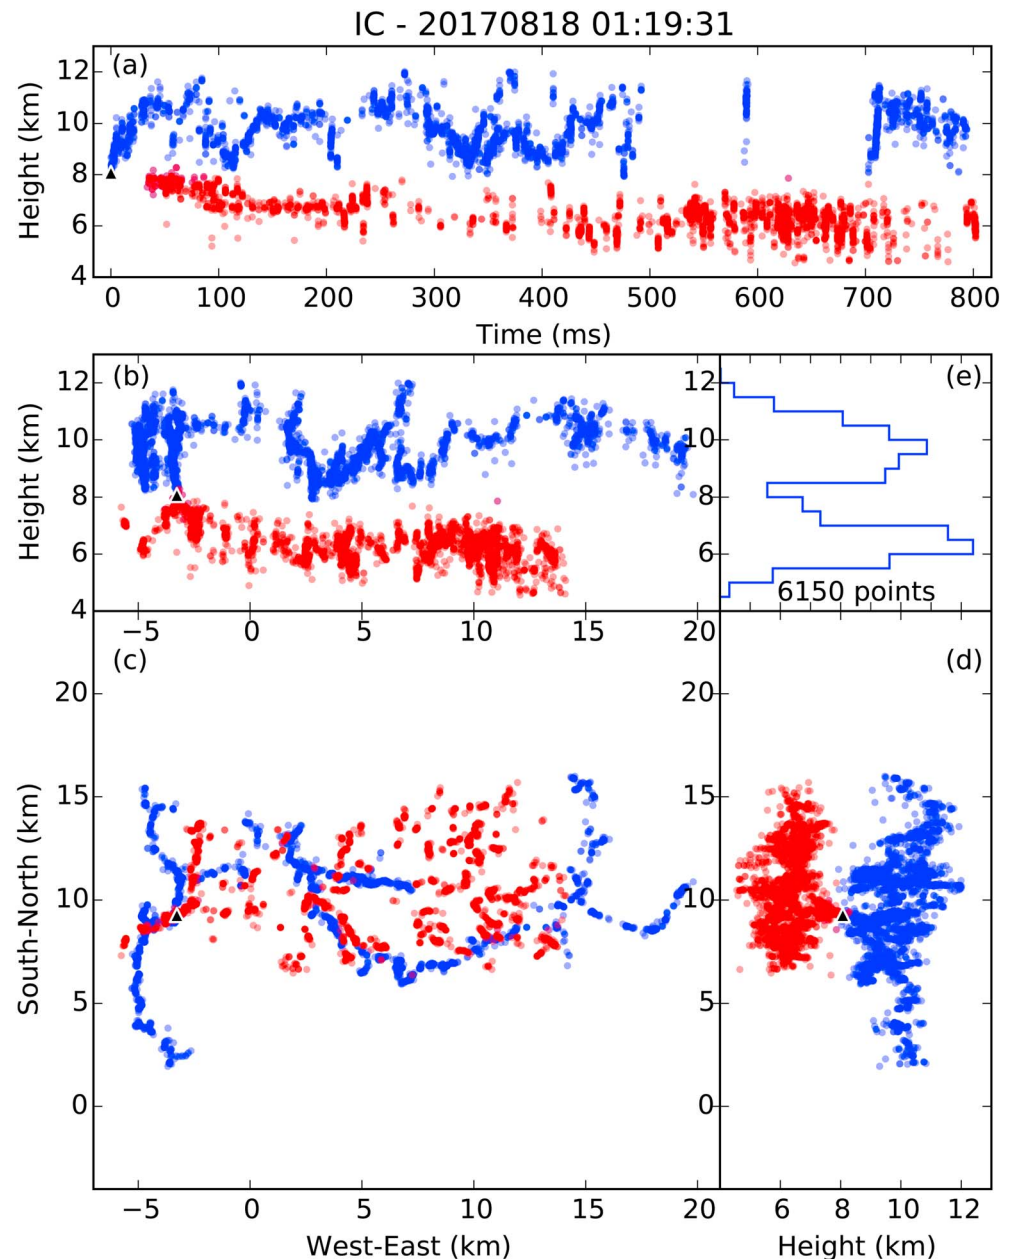 IC - 20170818 01:19:31
(a)
12
10
8
6
4
Height (km)
0 100 200 300 400 500 600 700 800
Time (ms)
(b)
12
10
8
6
4
Height (km)
−5 0 5 10 15 20
(e)
12
10
8
6
4
6150 points
(c)
20
15
10
5
0
South-North (km)
−5 0 5 10 15 20
West-East (km)
(d)
20
15
10
5
0
6 8 10 12
Height (km)